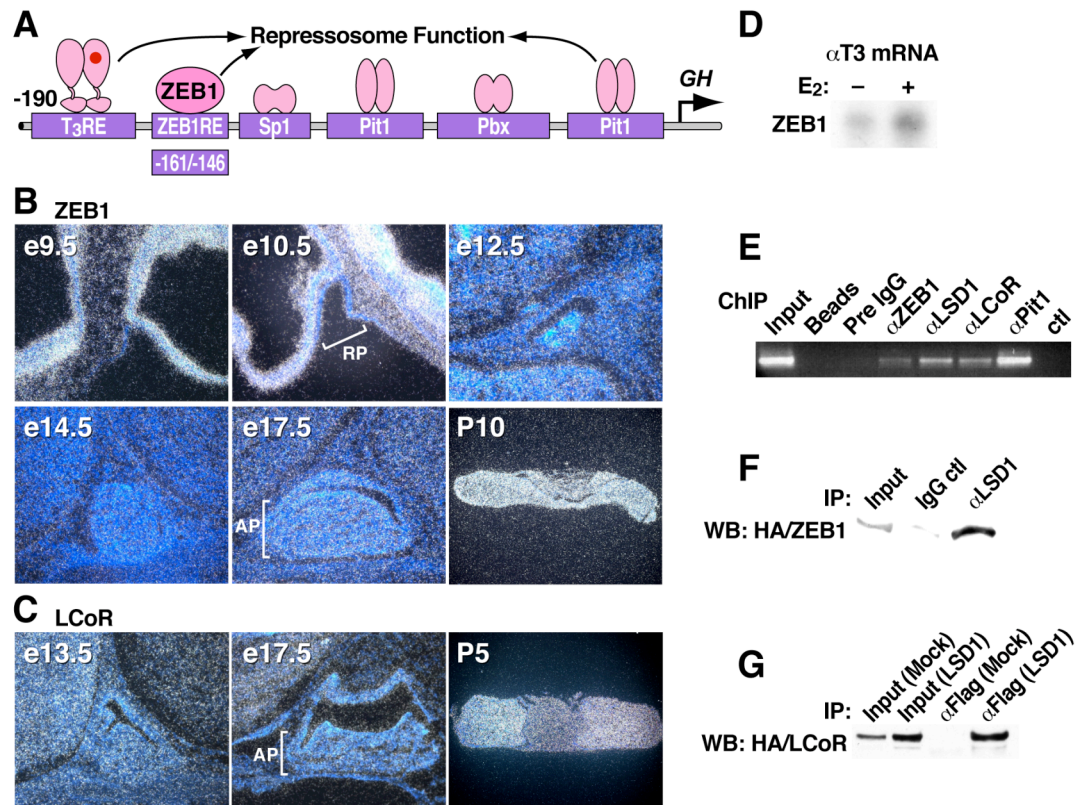 A
Repressosome Function
GH
-190
ZEB1
T3RE
ZEB1RE
Sp1
Pit1
Pbx
Pit1
-161/-146
B
ZEB1
e9.5
e10.5
RP
e12.5
e14.5
e17.5
AP
P10
C
LCoR
e13.5
e17.5
AP
P5
D
αT3 mRNA
E2: – +
ZEB1
E
ChIP
Input
Beads
Pre IgG
αZEB1
αLSD1
αLCoR
αPit1
ctl
F
IP: Input IgG ctl αLSD1
WB: HA/ZEB1
G
IP: Input (Mock) Input (LSD1) αFlag (Mock) αFlag (LSD1)
WB: HA/LCoR